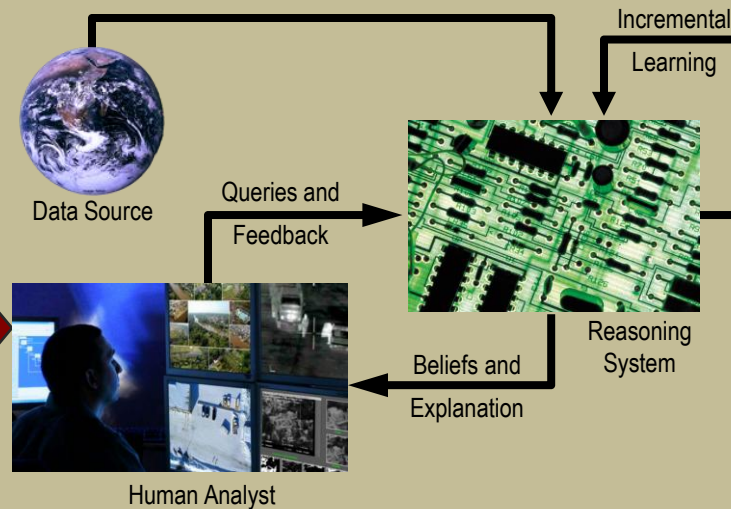 Incremental
Learning
Data Source
Queries and
Feedback
Reasoning
System
Beliefs and
Explanation
Human Analyst